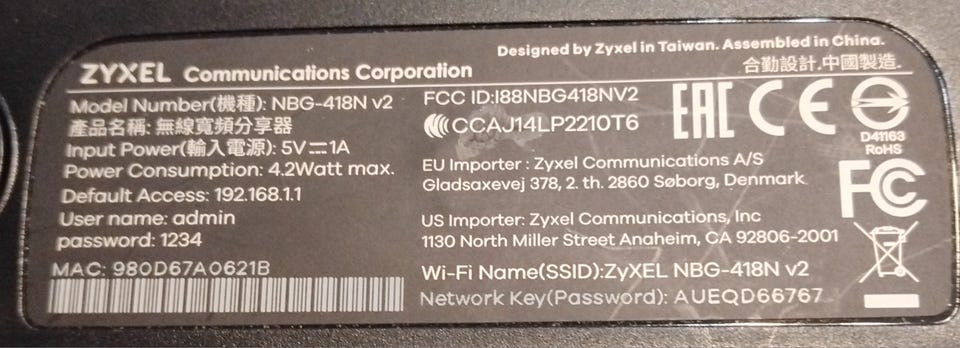 Designed by Zyxel in Taiwan. Assembled in China.
ZYXEL Communications Corporation
合勤設計.中國製造.
Model Number(機種): NBG-418N v2
產品名稱: 無線寬頻分享器
Input Power(輸入電源): 5V⎓1A
Power Consumption: 4.2Watt max.
Default Access: 192.168.1.1
User name: admin
password: 1234
MAC: 980D67A0621B
FCC ID:I88NBG418NV2
CCAJ14LP2210T6
EU Importer : Zyxel Communications A/S
Gladsaxevej 378, 2. th. 2860 Søborg, Denmark
US Importer: Zyxel Communications, Inc
1130 North Miller Street Anaheim, CA 92806-2001
Wi-Fi Name(SSID):ZyXEL NBG-418N v2
Network Key(Password): AUEQD66767
EAC CE
D41163
RoHS
FC